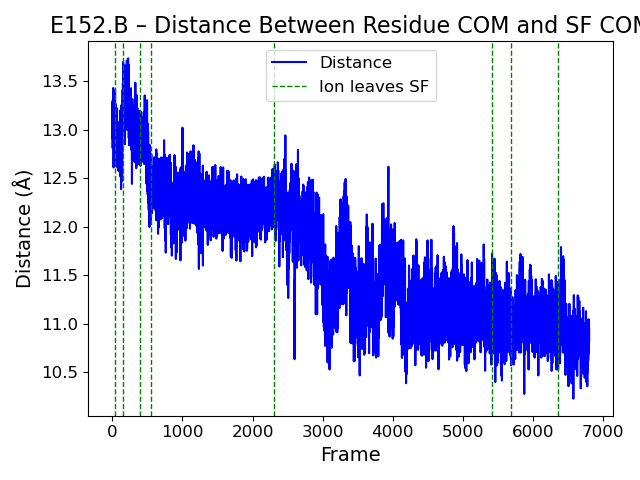 E152.B – Distance Between Residue COM and SF COM
Distance
Ion leaves SF
Distance (Å)
13.5
13.0
12.5
12.0
11.5
11.0
10.5
0 1000 2000 3000 4000 5000 6000 7000
Frame